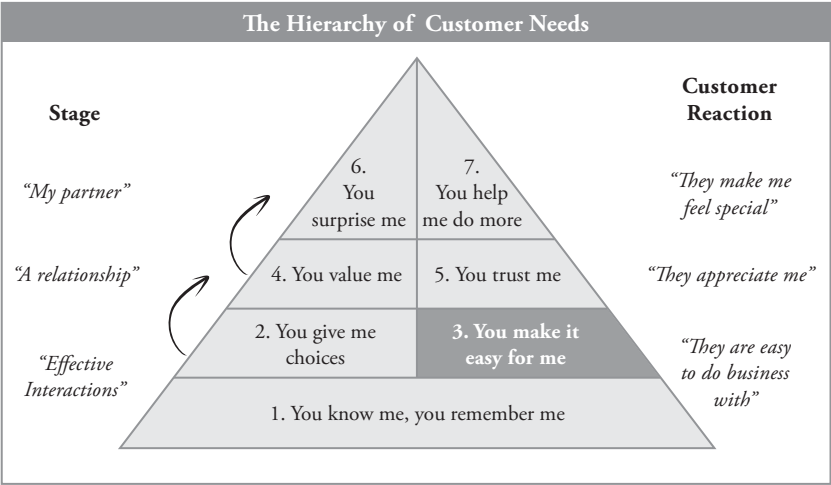 The Hierarchy of Customer Needs
Stage
Customer
Reaction
“My partner”
6.
You
surprise me
7.
You help
me do more
“They make me
feel special”
“A relationship”
4. You value me
5. You trust me
“They appreciate me”
“Effective
Interactions”
2. You give me
choices
3. You make it
easy for me
“They are easy
to do business
with”
1. You know me, you remember me